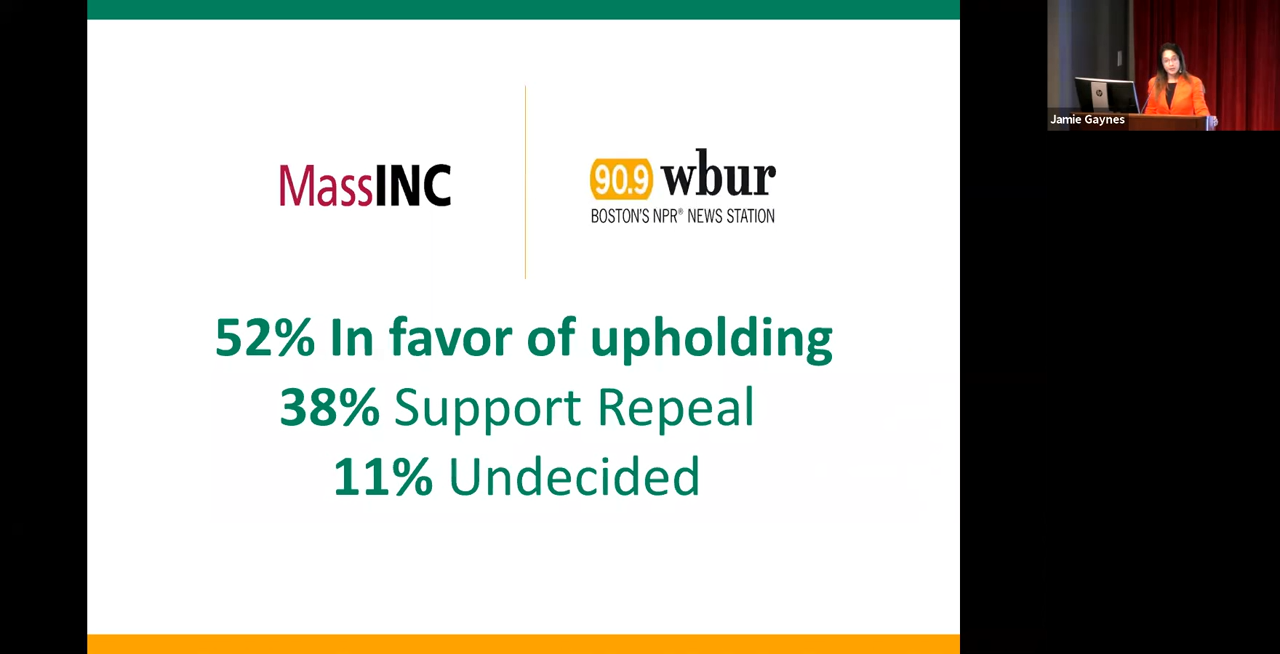 MassINC
90.9 wbur
BOSTON'S NPR® NEWS STATION
52% In favor of upholding
38% Support Repeal
11% Undecided
Jamie Gaynes